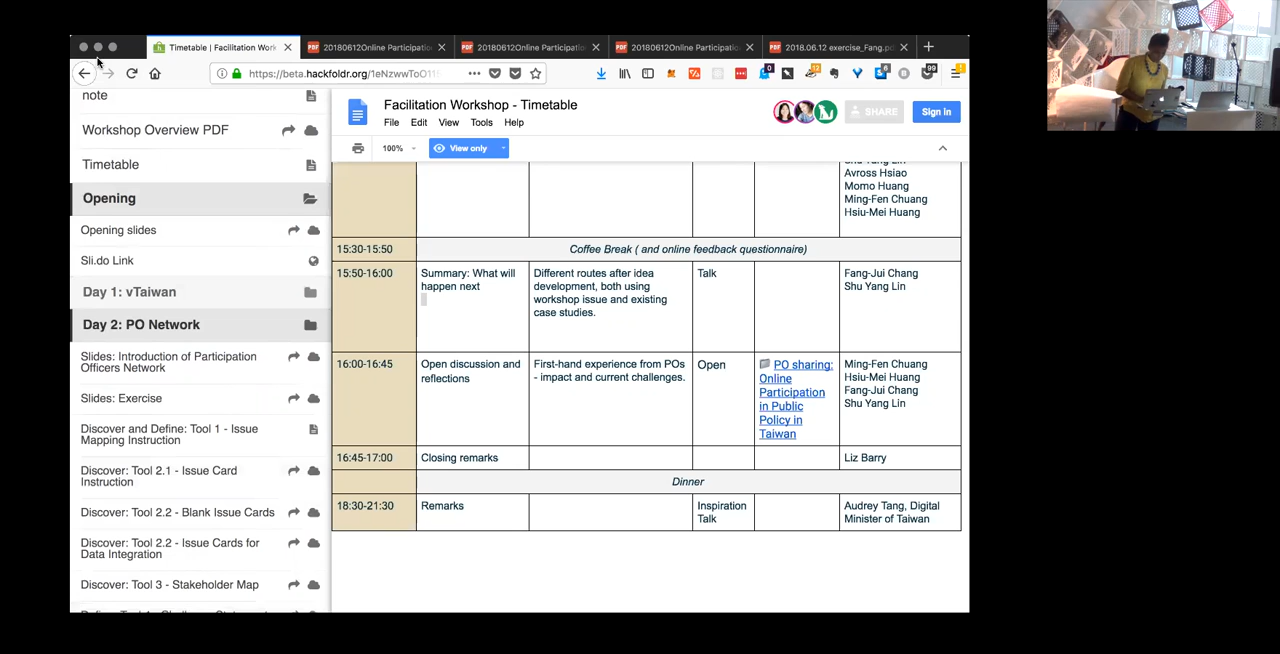 Timetable | Facilitation Work
20180612Online Participatio
20180612Online Participatio
20180612Online Participatio
2018.06.12 exercise_Fang.pd
https://beta.hackfoldr.org/1eNzwwToO11
note
Workshop Overview PDF
Timetable
Opening
Opening slides
Sli.do Link
Day 1: vTaiwan
Day 2: PO Network
Slides: Introduction of Participation
Officers Network
Slides: Exercise
Discover and Define: Tool 1 - Issue
Mapping Instruction
Discover: Tool 2.1 - Issue Card
Instruction
Discover: Tool 2.2 - Blank Issue Cards
Discover: Tool 2.2 - Issue Cards for
Data Integration
Discover: Tool 3 - Stakeholder Map
Facilitation Workshop - Timetable
File Edit View Tools Help
SHARE
Sign in
100%
View only
Shu Yang Lin
Avross Hsiao
Momo Huang
Ming-Fen Chuang
Hsiu-Mei Huang
15:30-15:50
Coffee Break ( and online feedback questionnaire)
15:50-16:00
Summary: What will
happen next
Different routes after idea
development, both using
workshop issue and existing
case studies.
Talk
Fang-Jui Chang
Shu Yang Lin
16:00-16:45
Open discussion and
reflections
First-hand experience from POs
- impact and current challenges.
Open
PO sharing:
Online
Participation
in Public
Policy in
Taiwan
Ming-Fen Chuang
Hsiu-Mei Huang
Fang-Jui Chang
Shu Yang Lin
16:45-17:00
Closing remarks
Liz Barry
Dinner
18:30-21:30
Remarks
Inspiration
Talk
Audrey Tang, Digital
Minister of Taiwan